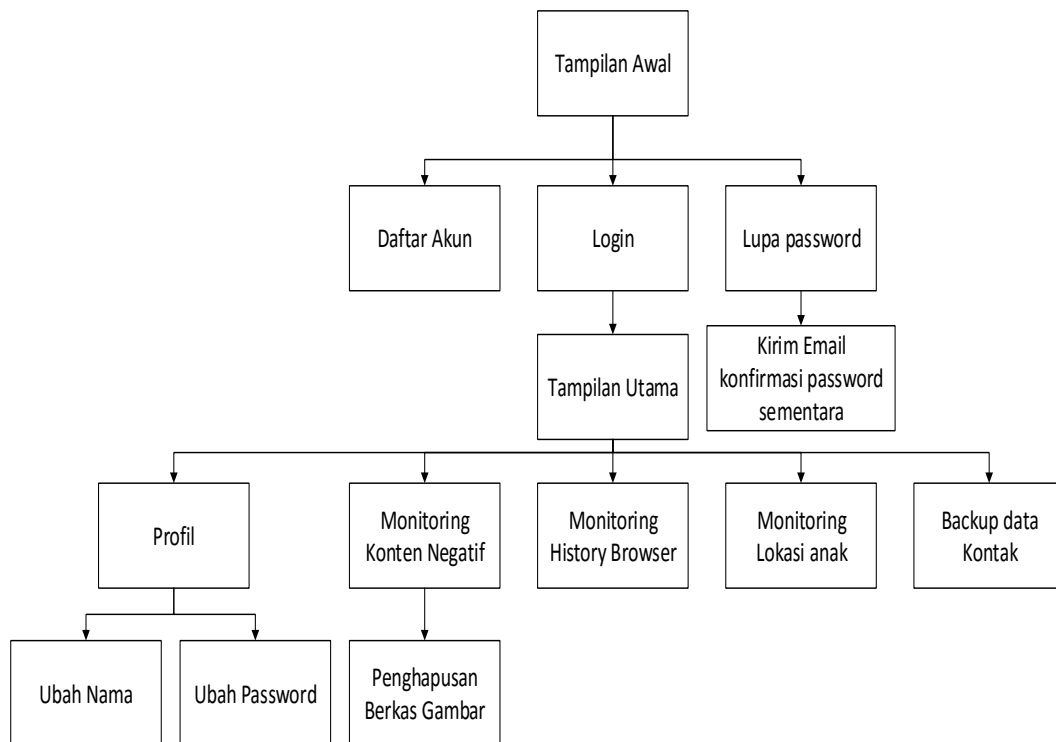 Tampilan Awal
Daftar Akun
Login
Lupa password
Tampilan Utama
Kirim Email
konfirmasi password
sementara
Profil
Monitoring
Konten Negatif
Monitoring
History Browser
Monitoring
Lokasi anak
Backup data
Kontak
Ubah Nama
Ubah Password
Penghapusan
Berkas Gambar